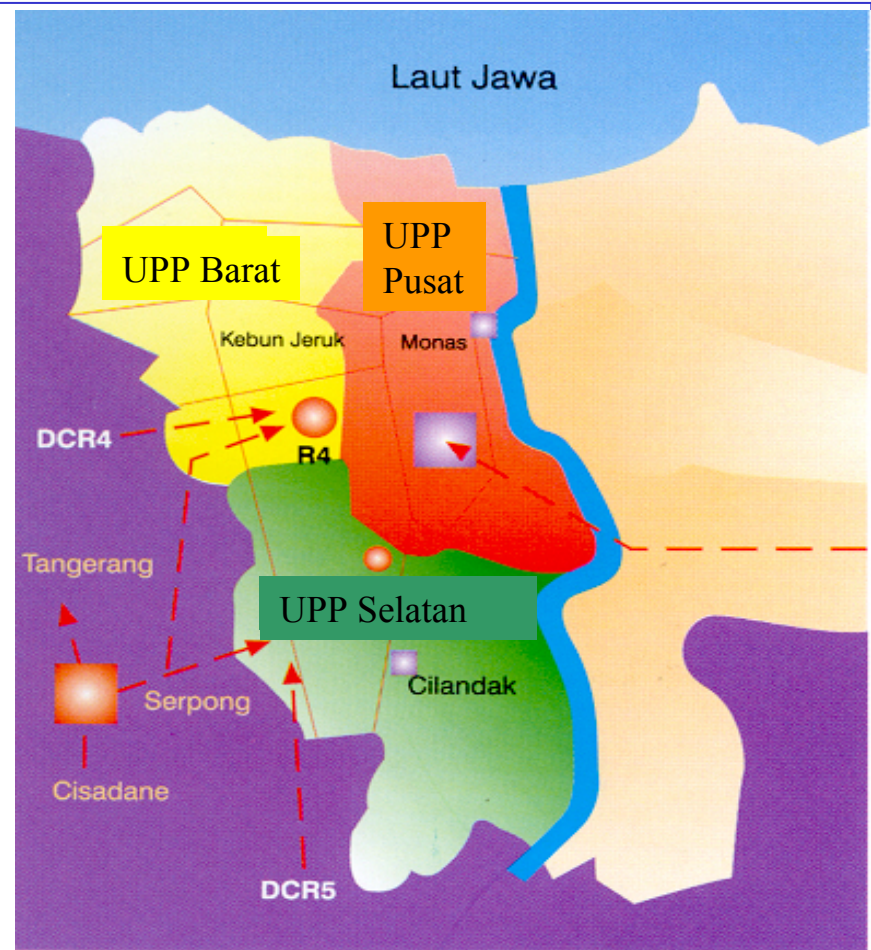 Laut Jawa
UPP Barat
UPP
Pusat
Kebun Jeruk
Monas
DCR4
R4
Tangerang
UPP Selatan
Serpong
Cilandak
Cisadane
DCR5